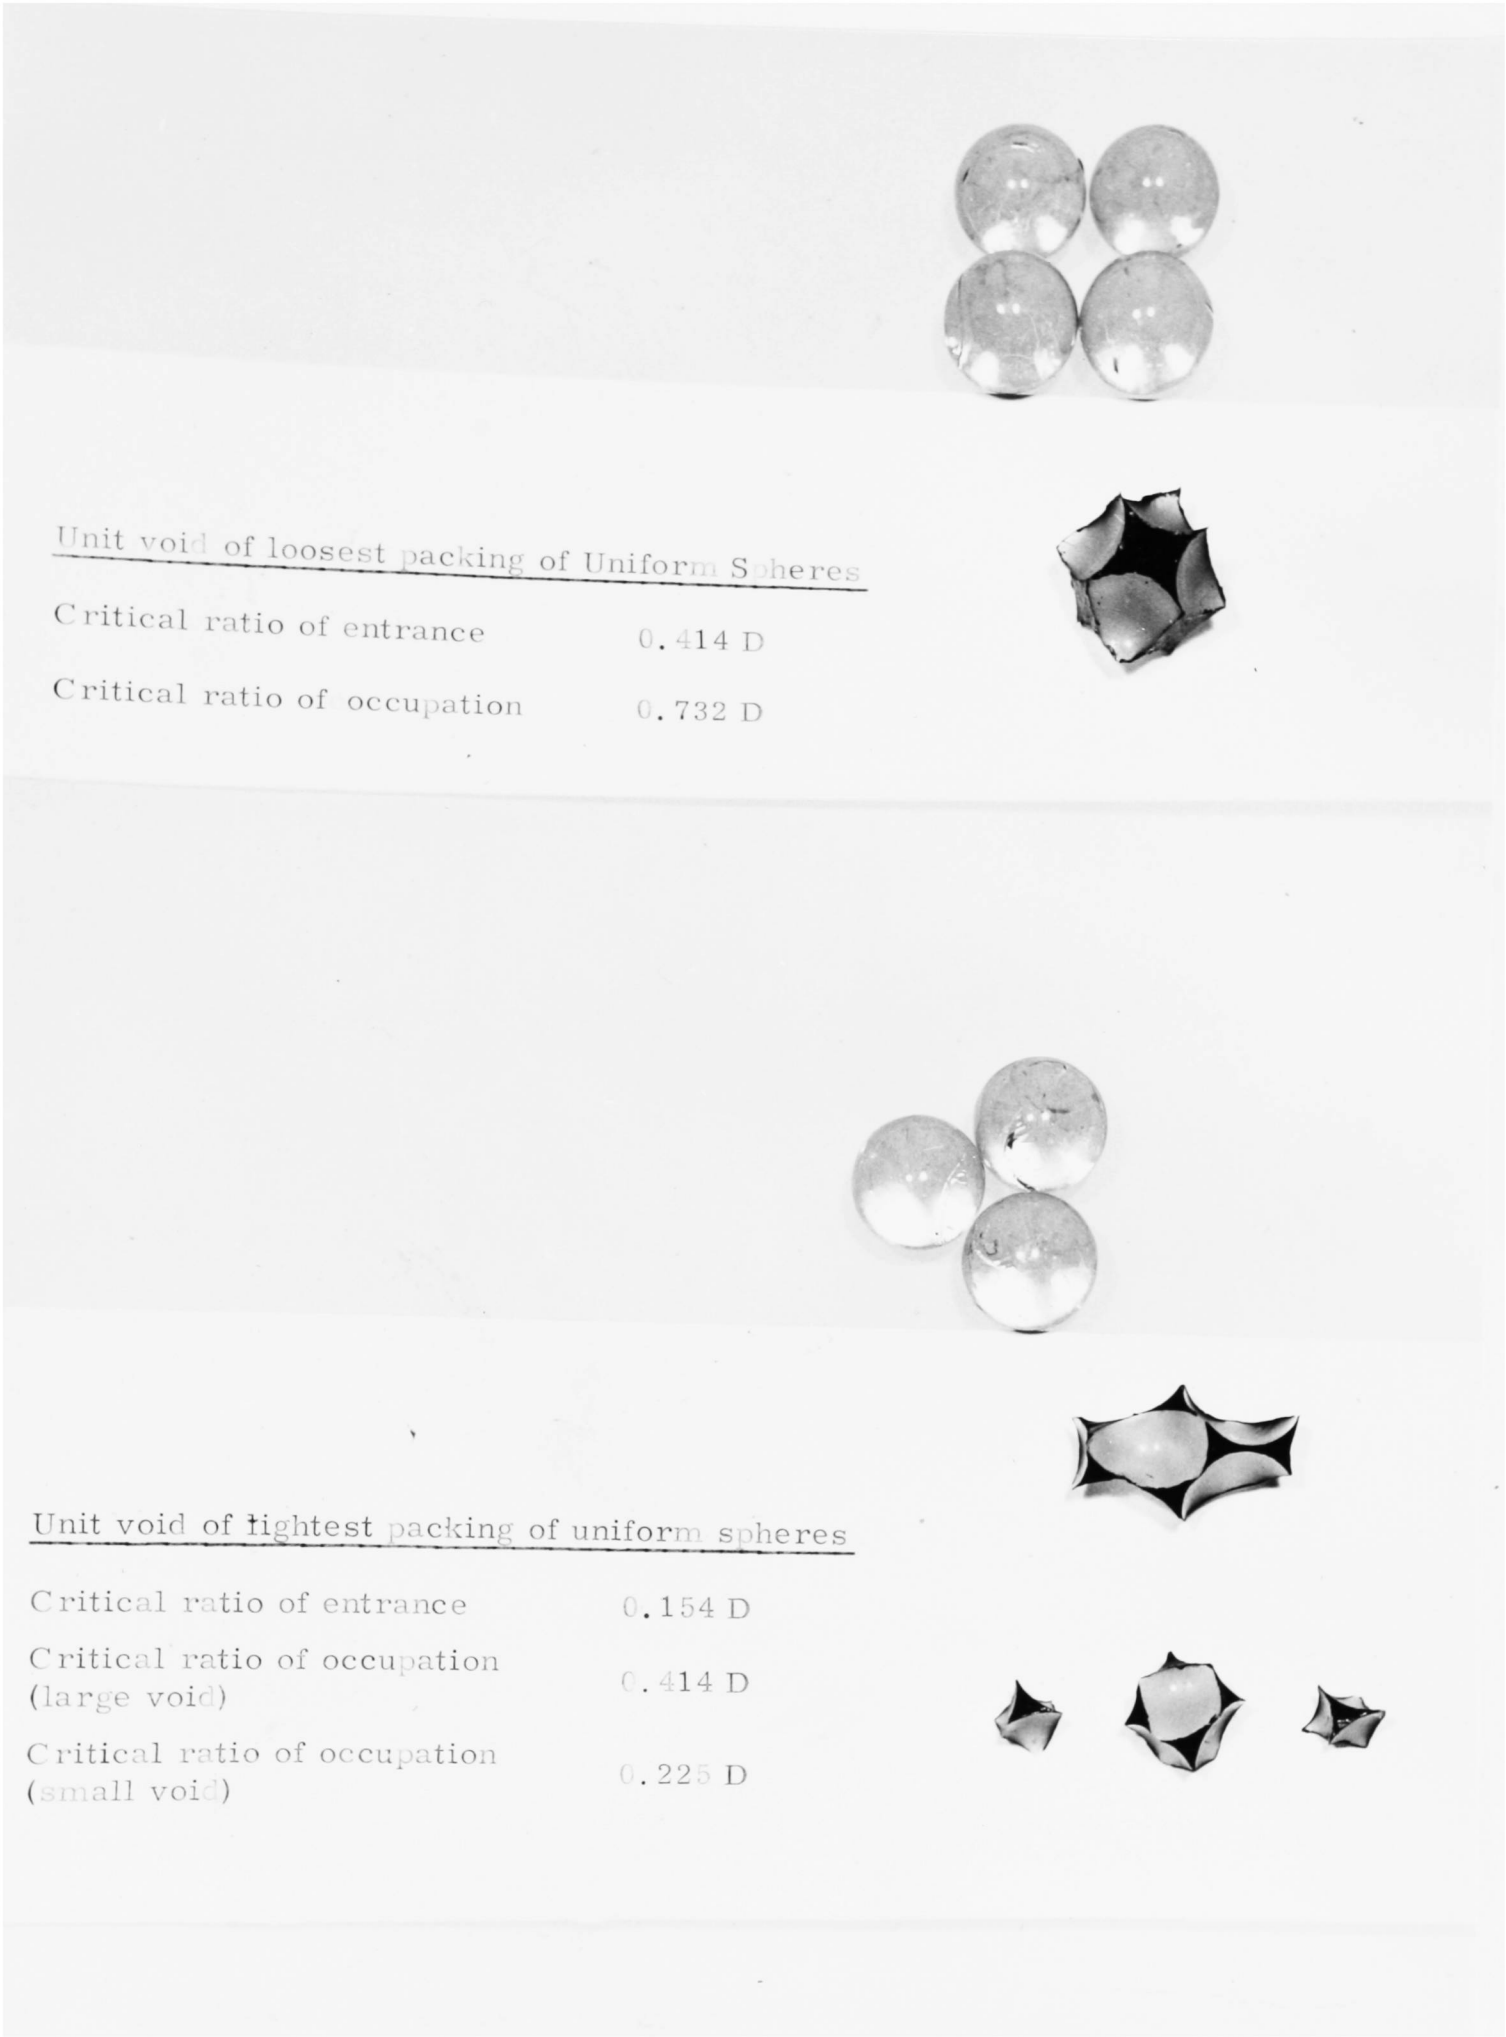 Unit void of loosest packing of Uniform Spheres
Critical ratio of entrance 0.414 D
Critical ratio of occupation 0.732 D
Unit void of tightest packing of uniform spheres
Critical ratio of entrance 0.154 D
Critical ratio of occupation
(large void) 0.414 D
Critical ratio of occupation
(small void) 0.225 D